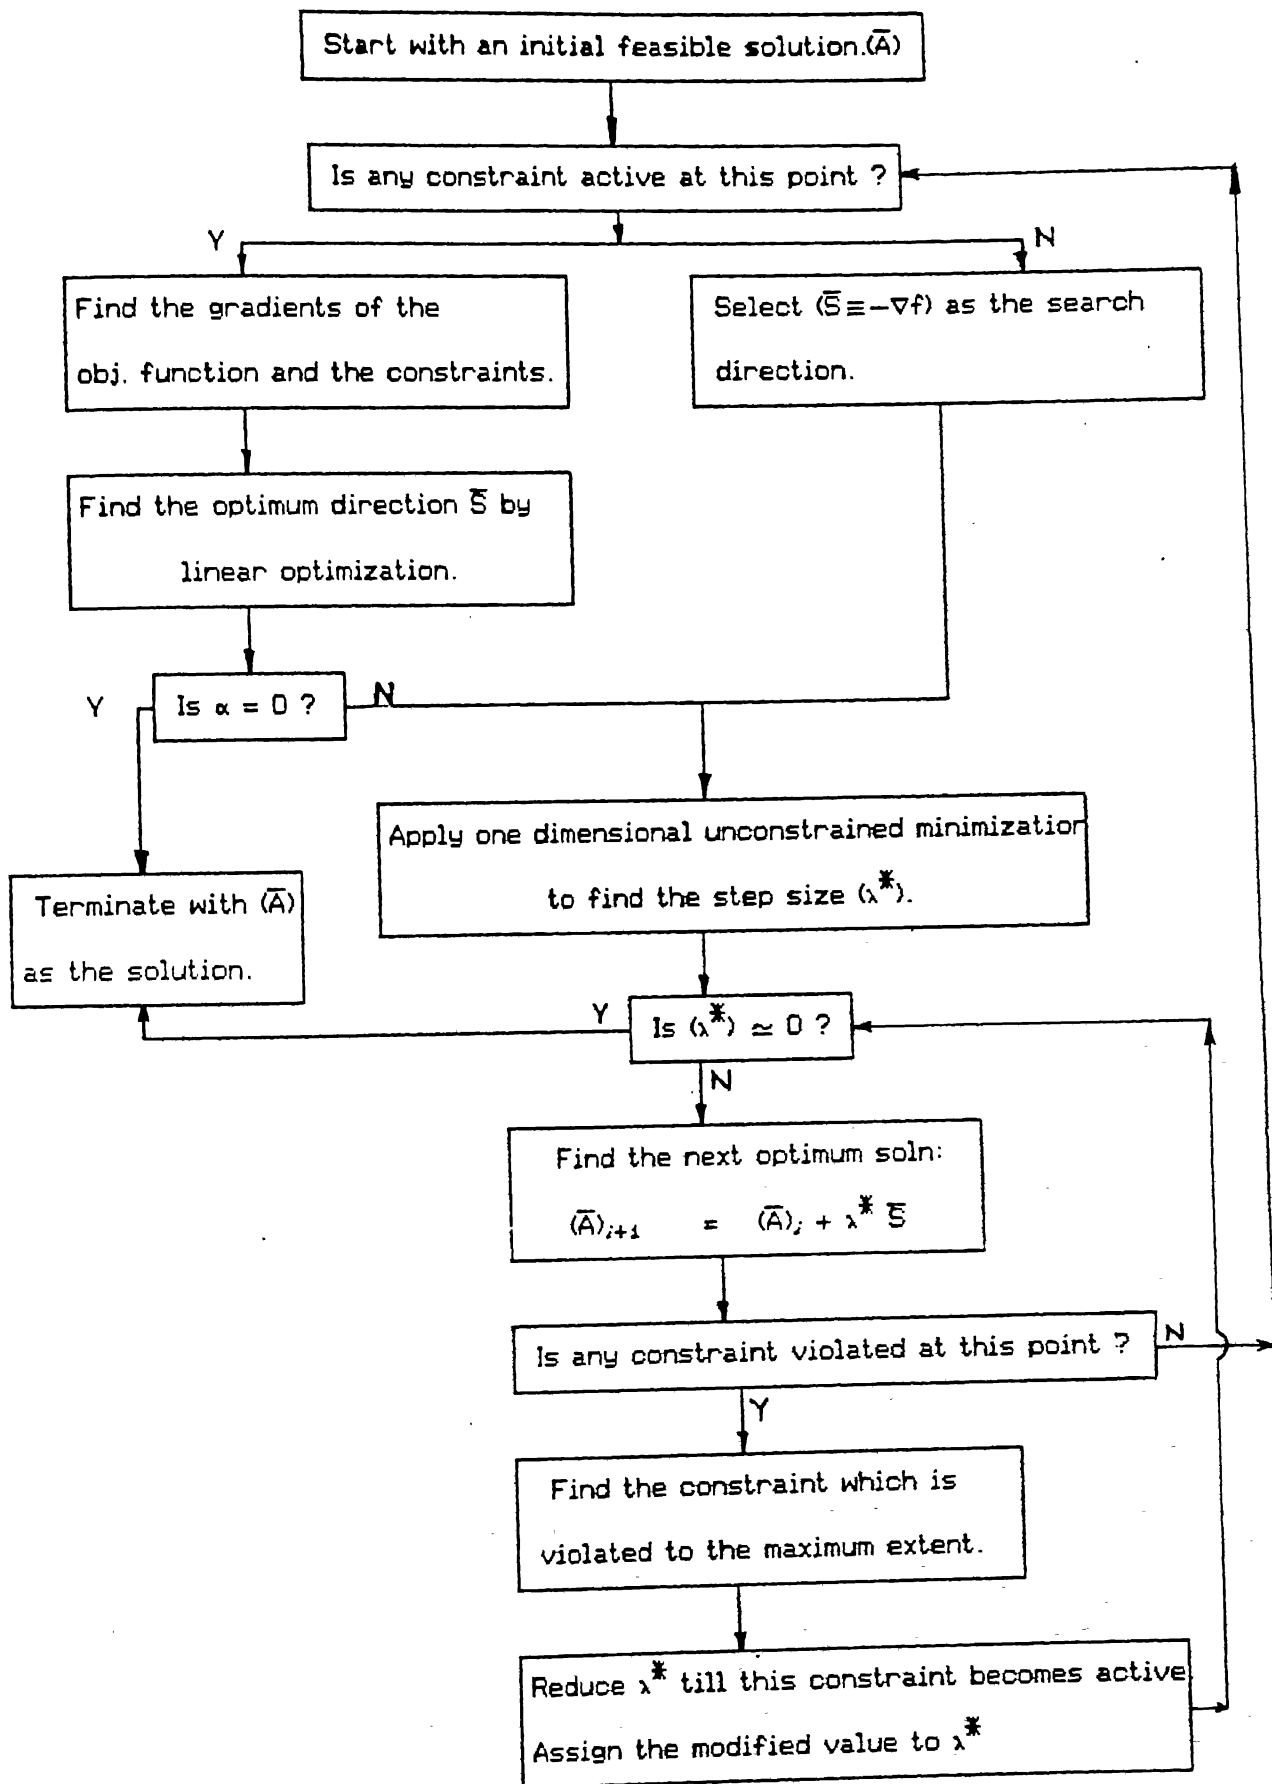 Start with an initial feasible solution.(A̅)
Is any constraint active at this point ?
Y
N
Find the gradients of the
obj. function and the constraints.
Select (S̅ ≡ −∇f) as the search
direction.
Find the optimum direction S̅ by
linear optimization.
Y
Is α = 0 ?
N
Apply one dimensional unconstrained minimization
to find the step size (λ*).
Terminate with (A̅)
as the solution.
Y
Is (λ*) ≃ 0 ?
N
Find the next optimum soln:
(A̅)i+1 = (A̅)i + λ* S̅
Is any constraint violated at this point ?
N
Y
Find the constraint which is
violated to the maximum extent.
Reduce λ* till this constraint becomes active
Assign the modified value to λ*